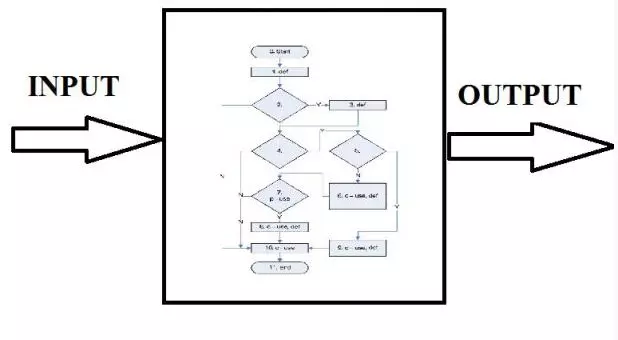 INPUT
OUTPUT
0. Start
1. def
2.
Y
3. def
4.
5.
Y
N
N
7.
p - use
N
6. c - use, def
Y
Y
N
8. c - use, def
10. c - use
9. c - use, def
11. end